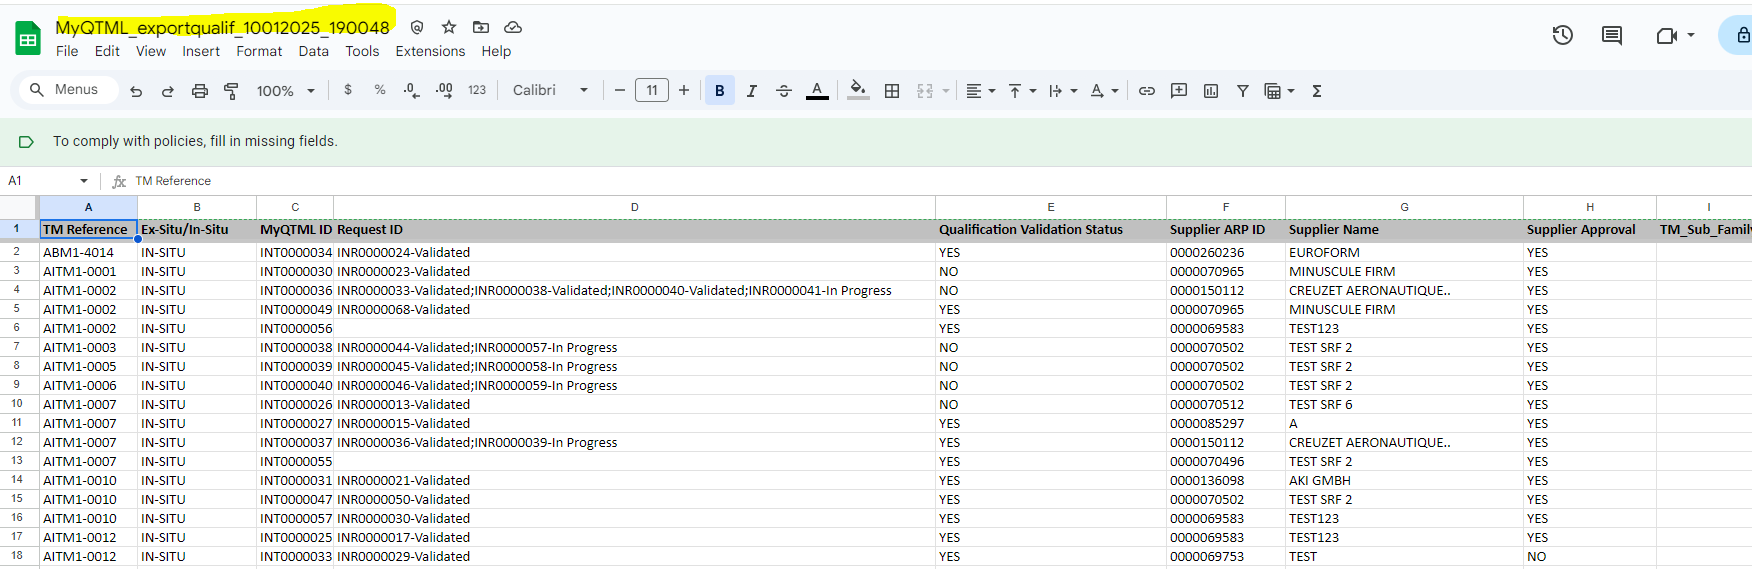 MyQTML_exportqualif_10012025_190048
File Edit View Insert Format Data Tools Extensions Help
Menus 100% $ % .0 .00 123 Calibri 11 B I S A A Σ
To comply with policies, fill in missing fields.
A1 fx TM Reference
A B C D E F G H I
1 TM Reference Ex-Situ/In-Situ MyQTML ID Request ID Qualification Validation Status Supplier ARP ID Supplier Name Supplier Approval TM_Sub_Family
2 ABM1-4014 IN-SITU INT0000034 INR0000024-Validated YES 0000260236 EUROFORM YES
3 AITM1-0001 IN-SITU INT0000030 INR0000023-Validated NO 0000070965 MINUSCULE FIRM YES
4 AITM1-0002 IN-SITU INT0000036 INR0000033-Validated;INR0000038-Validated;INR0000040-Validated;INR0000041-In Progress NO 0000150112 CREUZET AERONAUTIQUE.. YES
5 AITM1-0002 IN-SITU INT0000049 INR0000068-Validated YES 0000070965 MINUSCULE FIRM YES
6 AITM1-0002 IN-SITU INT0000056 YES 0000069583 TEST123 YES
7 AITM1-0003 IN-SITU INT0000038 INR0000044-Validated;INR0000057-In Progress NO 0000070502 TEST SRF 2 YES
8 AITM1-0005 IN-SITU INT0000039 INR0000045-Validated;INR0000058-In Progress NO 0000070502 TEST SRF 2 YES
9 AITM1-0006 IN-SITU INT0000040 INR0000046-Validated;INR0000059-In Progress NO 0000070502 TEST SRF 2 YES
10 AITM1-0007 IN-SITU INT0000026 INR0000013-Validated NO 0000070512 TEST SRF 6 YES
11 AITM1-0007 IN-SITU INT0000027 INR0000015-Validated YES 0000085297 A YES
12 AITM1-0007 IN-SITU INT0000037 INR0000036-Validated;INR0000039-In Progress YES 0000150112 CREUZET AERONAUTIQUE.. YES
13 AITM1-0007 IN-SITU INT0000055 YES 0000070496 TEST SRF 2 YES
14 AITM1-0010 IN-SITU INT0000031 INR0000021-Validated YES 0000136098 AKI GMBH YES
15 AITM1-0010 IN-SITU INT0000047 INR0000050-Validated YES 0000070502 TEST SRF 2 YES
16 AITM1-0010 IN-SITU INT0000057 INR0000030-Validated YES 0000069583 TEST123 YES
17 AITM1-0012 IN-SITU INT0000025 INR0000017-Validated YES 0000069583 TEST123 YES
18 AITM1-0012 IN-SITU INT0000033 INR0000029-Validated YES 0000069753 TEST NO